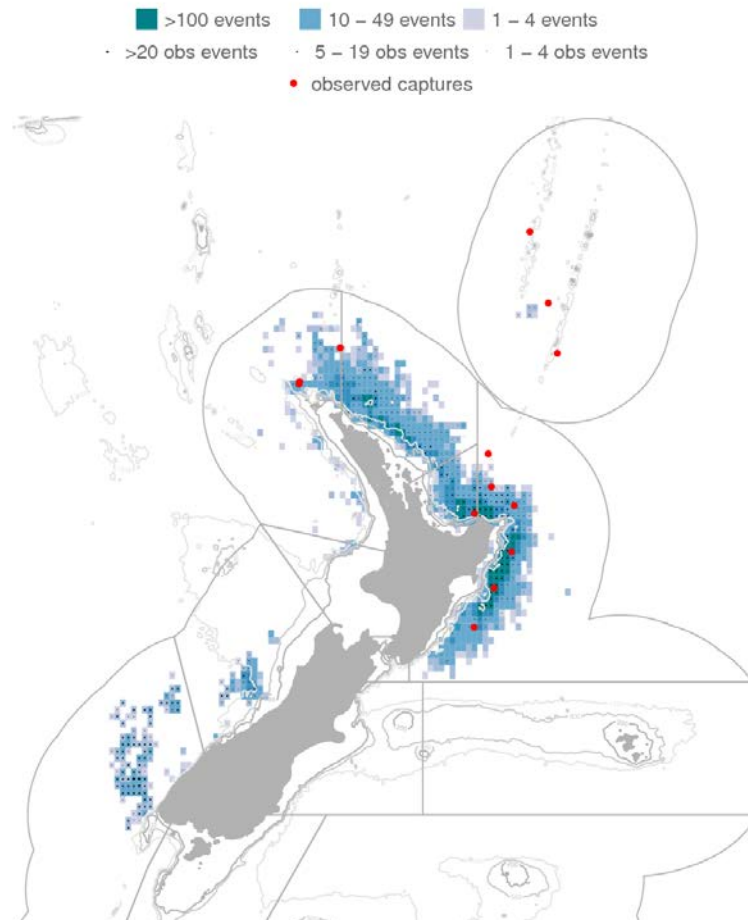 >100 events 10 – 49 events 1 – 4 events
>20 obs events 5 – 19 obs events 1 – 4 obs events
observed captures